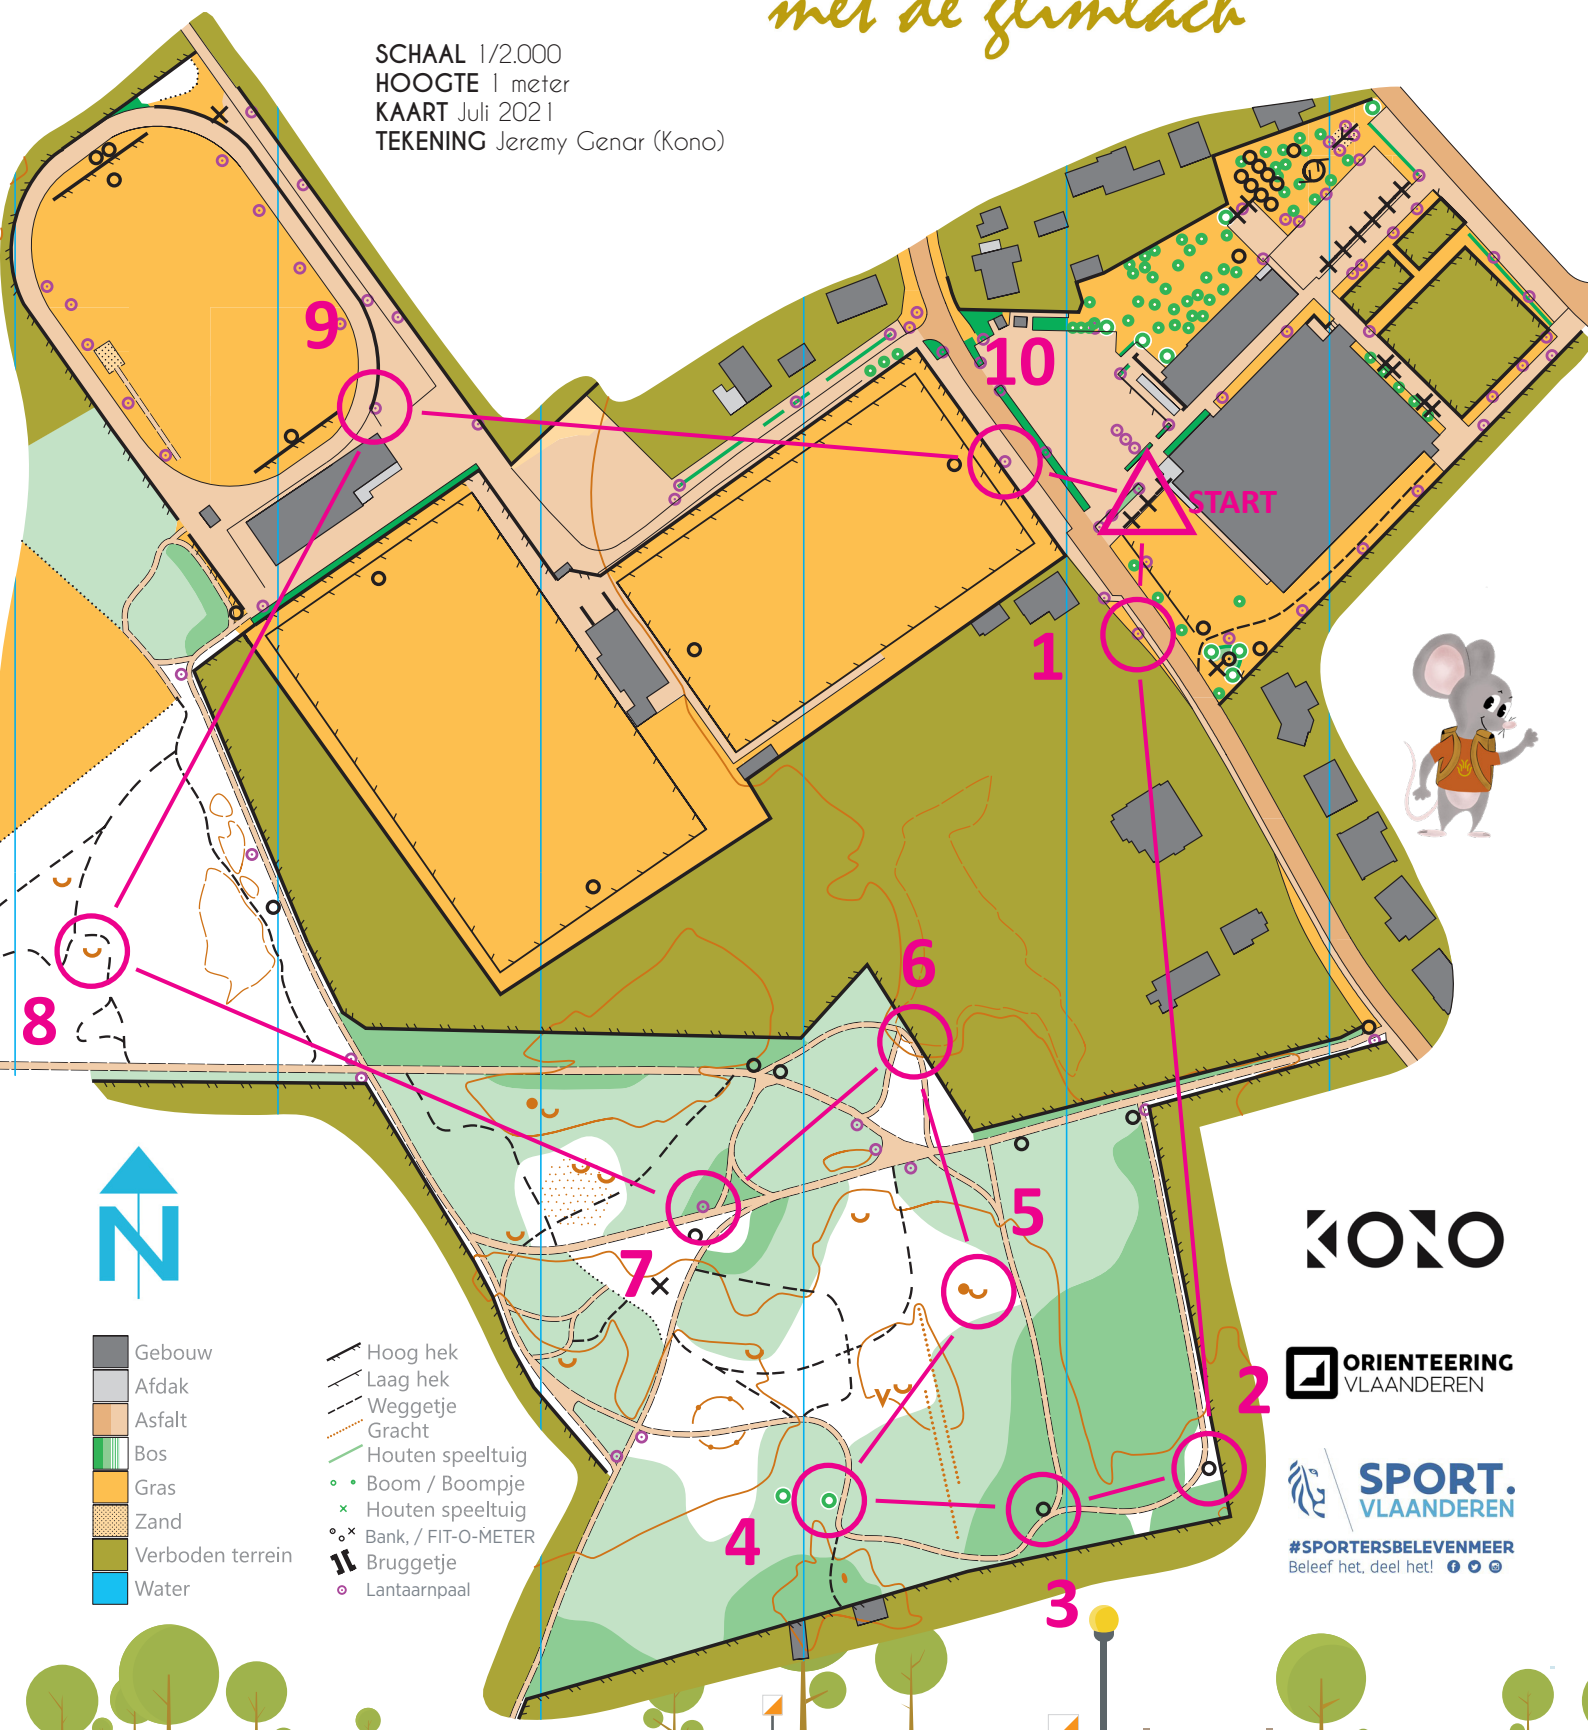 met de glimlach
SCHAAL 1/2.000
HOOGTE 1 meter
KAART Juli 2021
TEKENING Jeremy Genar (Kono)
9
10
START
1
6
8
5
7
2
4
3
N
Gebouw
Afdak
Asfalt
Bos
Gras
Zand
Verboden terrein
Water
Hoog hek
Laag hek
Weggetje
Gracht
Houten speeltuig
Boom / Boompje
Houten speeltuig
Bank, / FIT-O-METER
Bruggetje
Lantaarnpaal
KONO
ORIENTEERING
VLAANDEREN
SPORT.
VLAANDEREN
#SPORTERSBELEVENMEER
Beleef het, deel het!